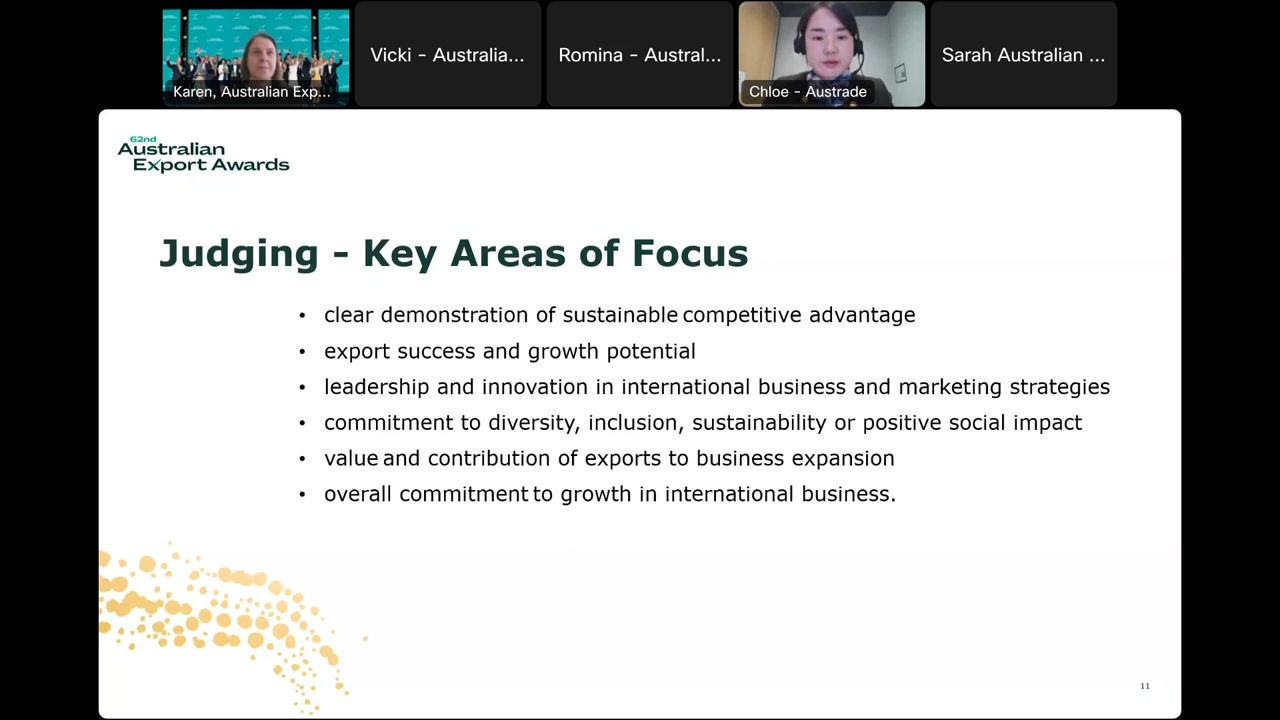 Karen, Australian Exp...
Vicki - Australia...
Romina - Austral...
Chloe - Austrade
Sarah Australian ...
62nd
Australian
Export Awards
Judging - Key Areas of Focus
• clear demonstration of sustainable competitive advantage
• export success and growth potential
• leadership and innovation in international business and marketing strategies
• commitment to diversity, inclusion, sustainability or positive social impact
• value and contribution of exports to business expansion
• overall commitment to growth in international business.
11